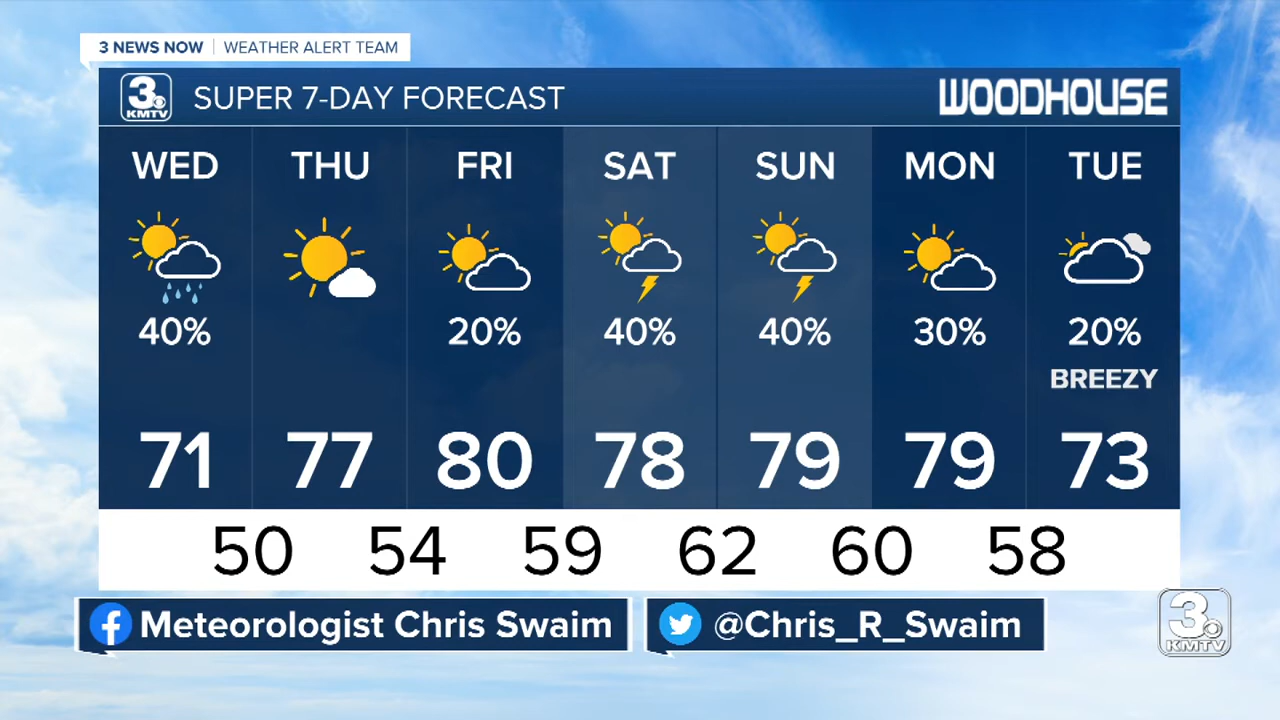 3 NEWS NOW | WEATHER ALERT TEAM
3 KMTV SUPER 7-DAY FORECAST WOODHOUSE
WED THU FRI SAT SUN MON TUE
40% 20% 40% 40% 30% 20%
BREEZY
71 77 80 78 79 79 73
50 54 59 62 60 58
f Meteorologist Chris Swaim @Chris_R_Swaim
3 KMTV